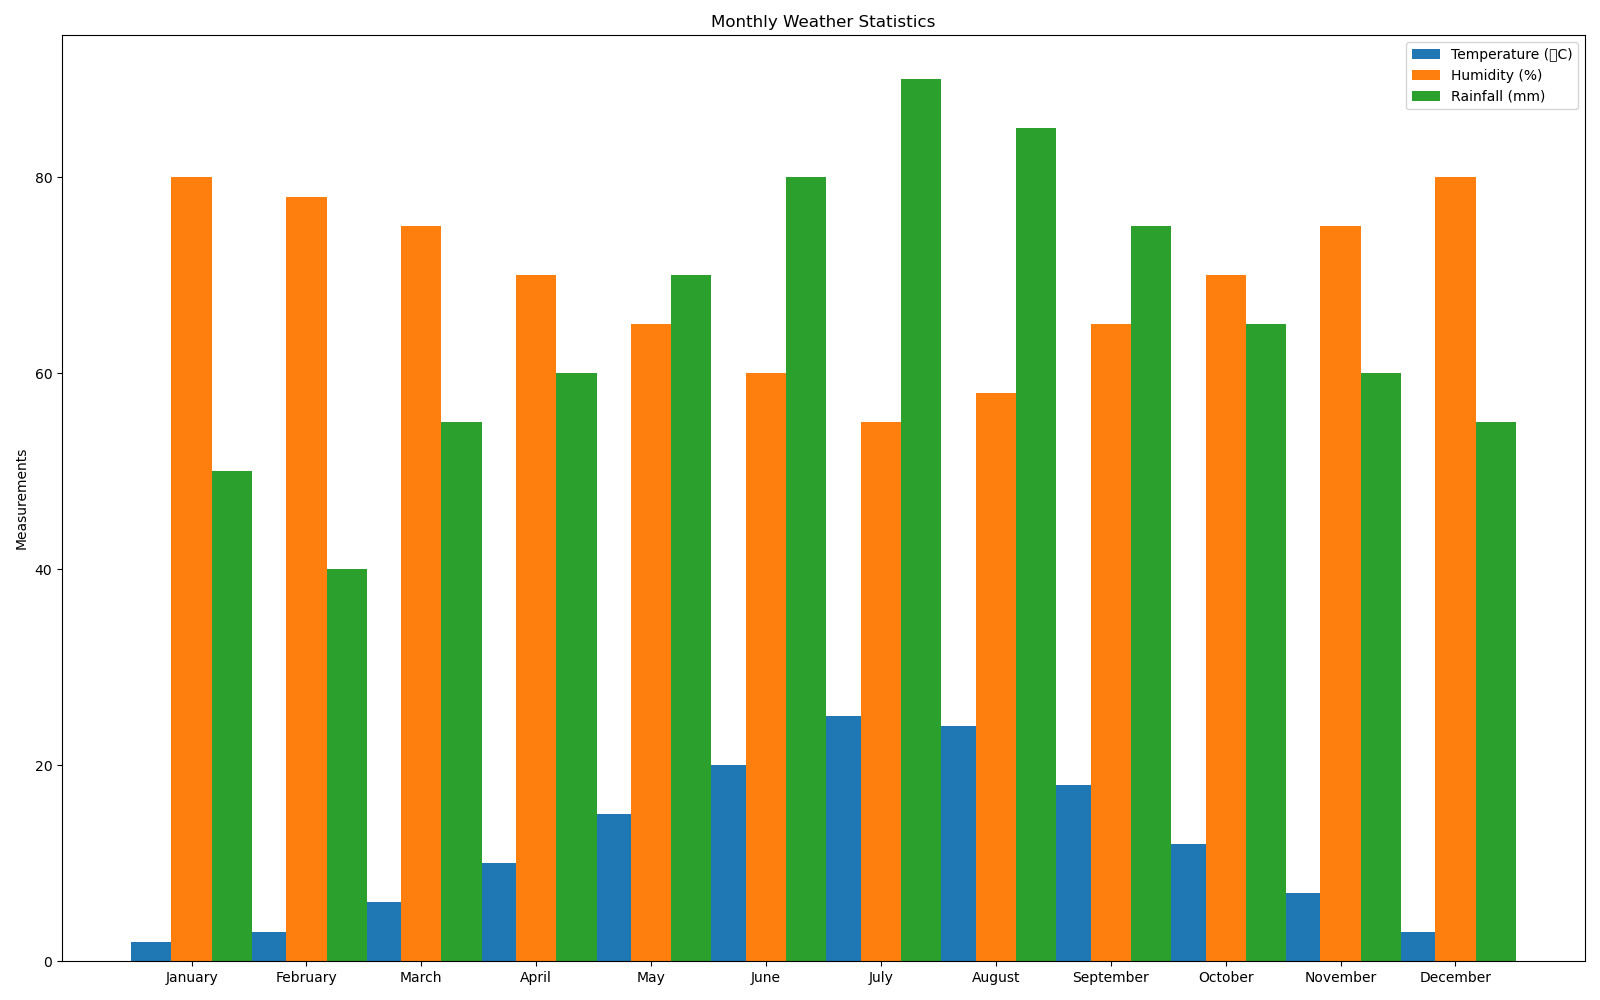 Monthly Weather Statistics
Temperature (▯C)
Humidity (%)
Rainfall (mm)
Measurements
80
60
40
20
0
January February March April May June July August September October November December